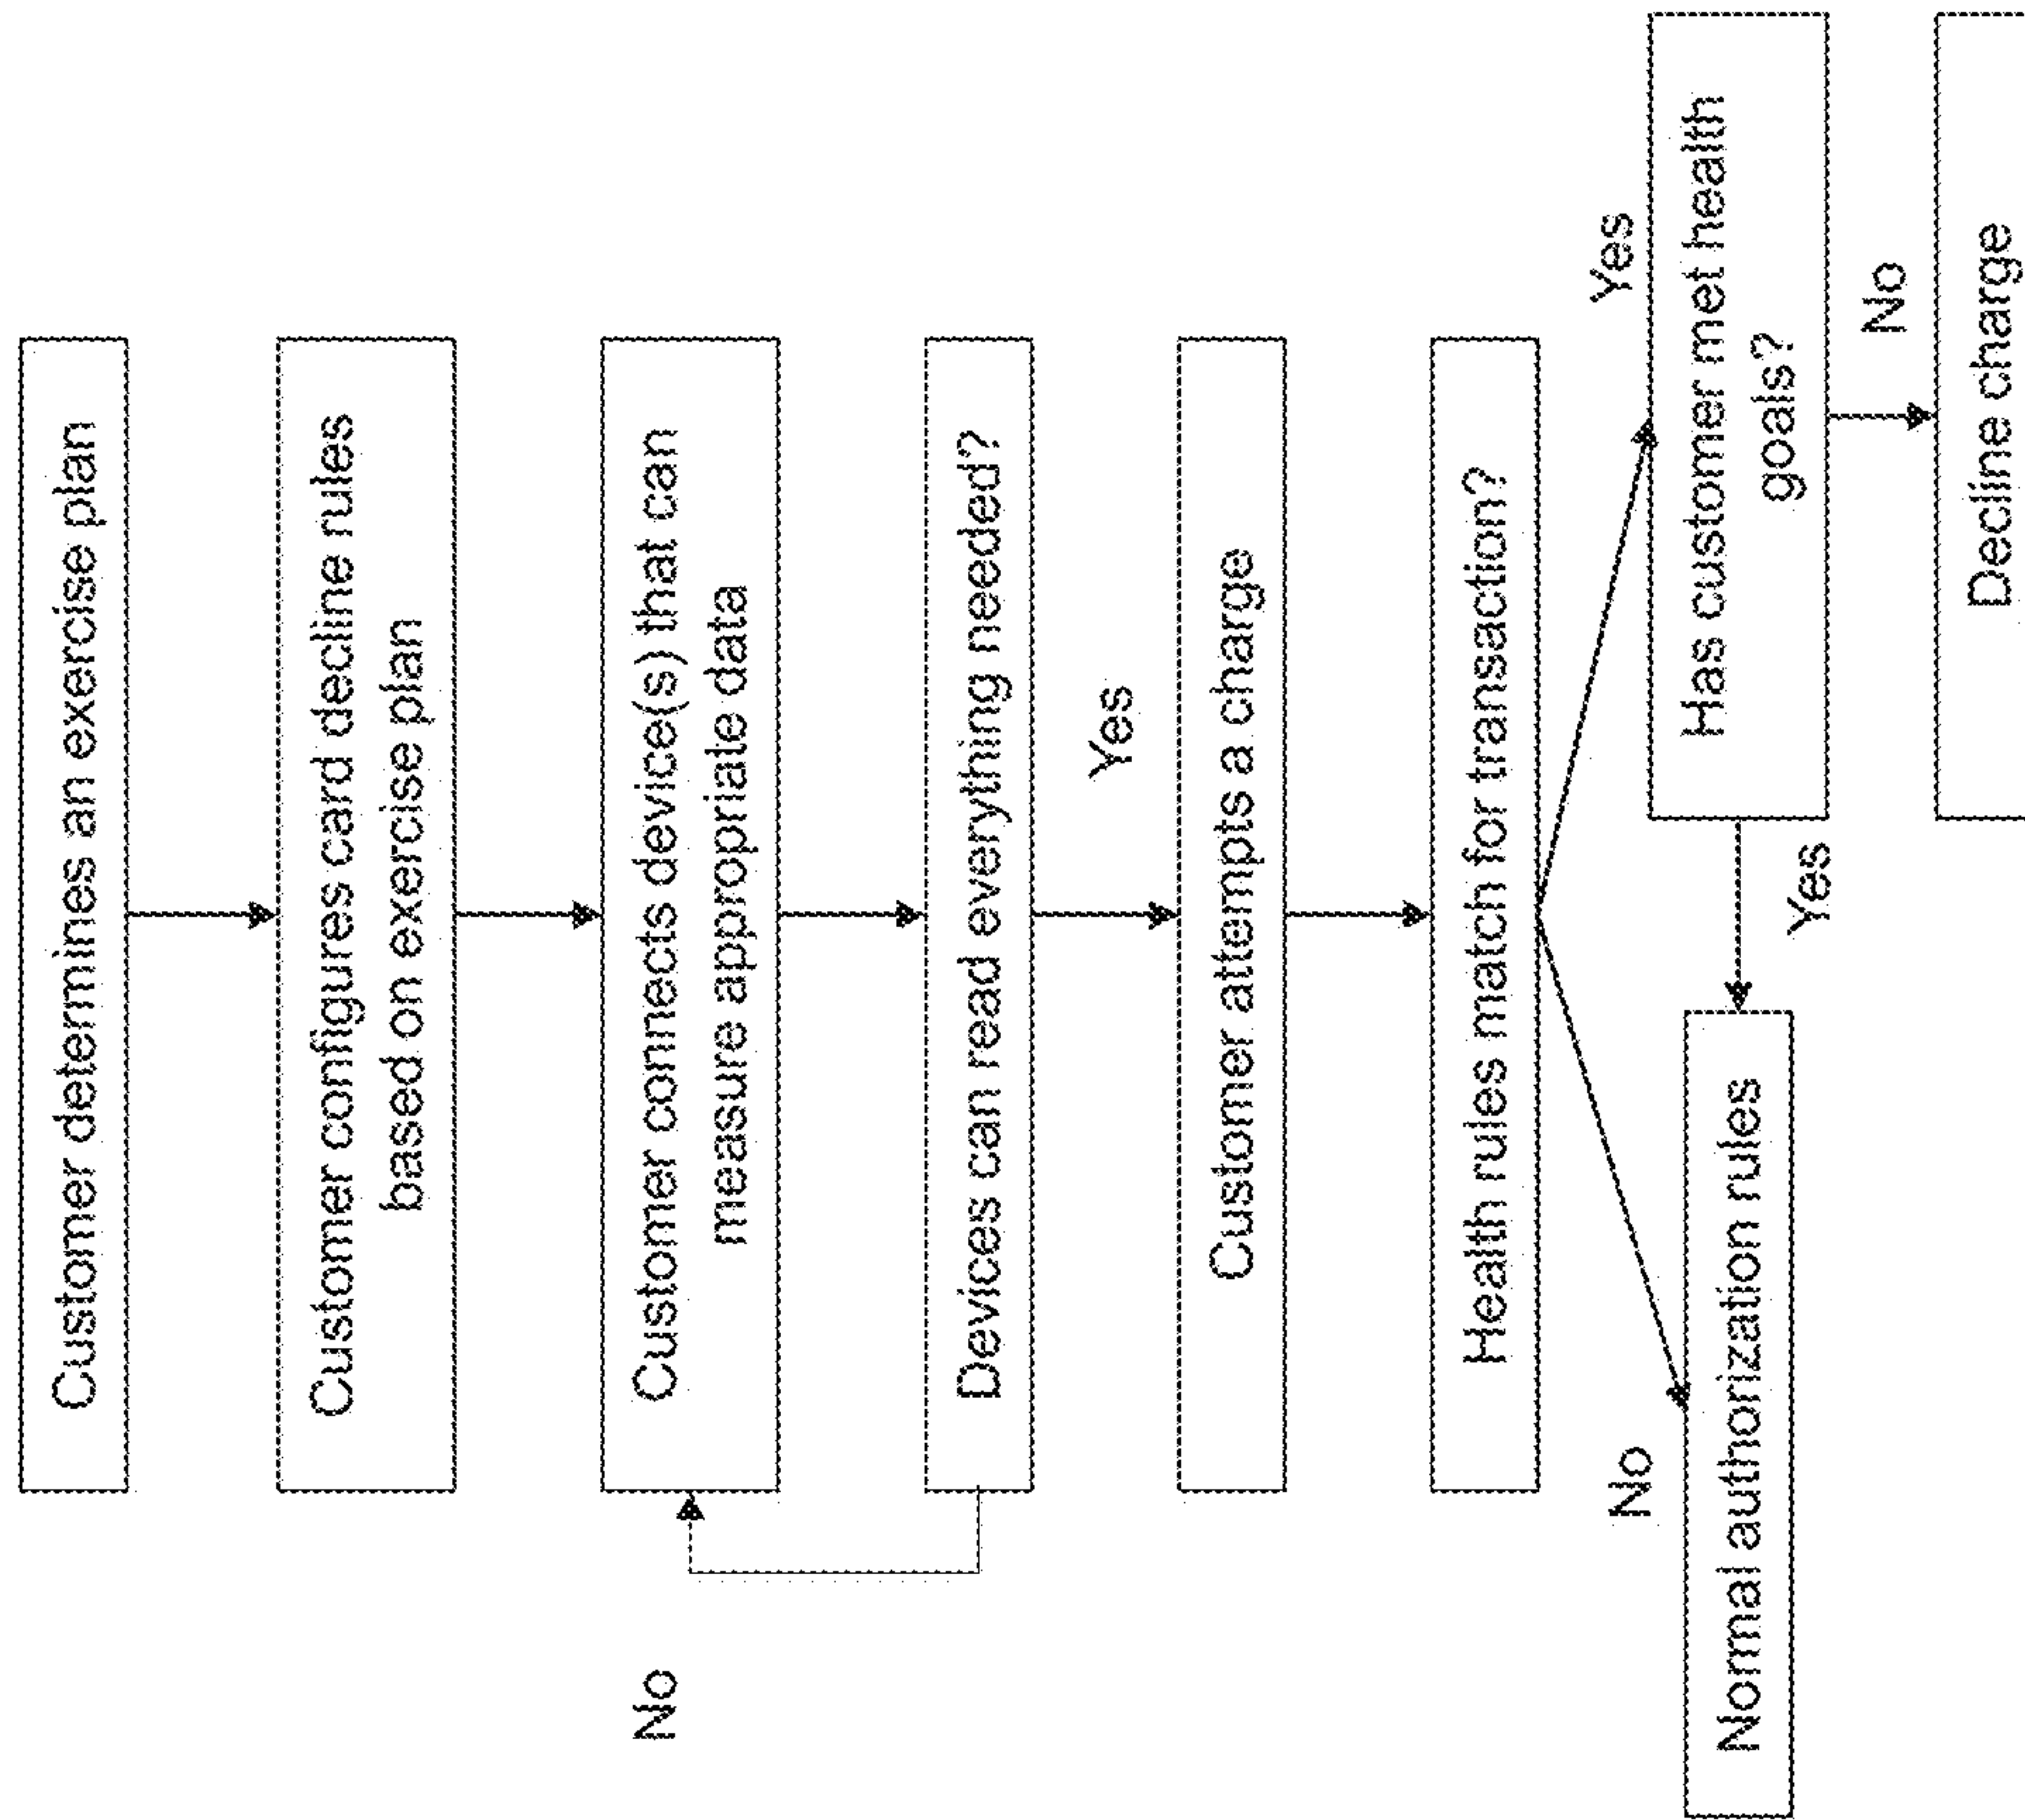 Customer determines an exercise plan
Customer configures card decline rules
based on exercise plan
Customer connects device(s) that can
measure appropriate data
No
Devices can read everything needed?
Yes
Customer attempts a charge
Health rules match for transaction?
No
Yes
Normal authorization rules
Yes
Has customer met health
goals?
No
Decline charge